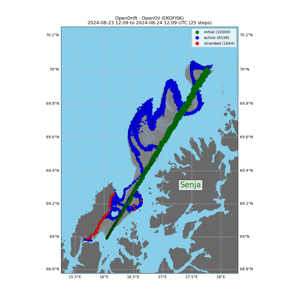 OpenDrift - OpenOil (EKOFISK)
2024-08-23 12:09 to 2024-08-24 12:09 UTC (25 steps)
initial (10000)
active (8336)
stranded (1664)
70.2°N 70.2°N
70°N 70°N
69.8°N 69.8°N
69.6°N 69.6°N
69.4°N 69.4°N
Senja
69.2°N 69.2°N
69°N 69°N
68.8°N 68.8°N
15.5°E 16°E 16.5°E 17°E 17.5°E 18°E